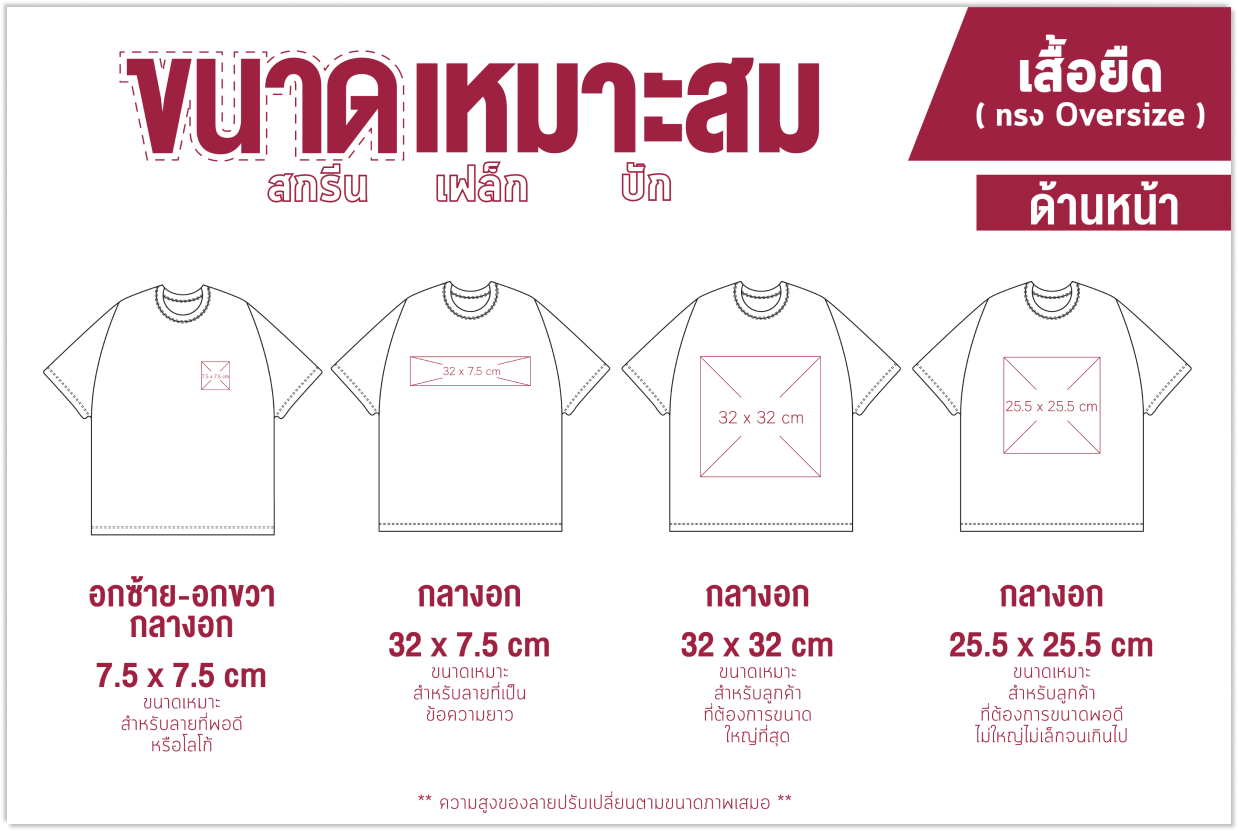 ขนาดเหมาะสม
สกรีน เฟล็ก ปัก
เสื้อยืด
( ทรง Oversize )
ด้านหน้า
7.5 x 7.5 cm
32 x 7.5 cm
32 x 32 cm
25.5 x 25.5 cm
อกซ้าย-อกขวา
กลางอก
7.5 x 7.5 cm
ขนาดเหมาะ
สำหรับลายที่พอดี
หรือโลโก้
กลางอก
32 x 7.5 cm
ขนาดเหมาะ
สำหรับลายที่เป็น
ข้อความยาว
กลางอก
32 x 32 cm
ขนาดเหมาะ
สำหรับลูกค้า
ที่ต้องการขนาด
ใหญ่ที่สุด
กลางอก
25.5 x 25.5 cm
ขนาดเหมาะ
สำหรับลูกค้า
ที่ต้องการขนาดพอดี
ไม่ใหญ่ไม่เล็กจนเกินไป
** ความสูงของลายปรับเปลี่ยนตามขนาดภาพเสมอ **